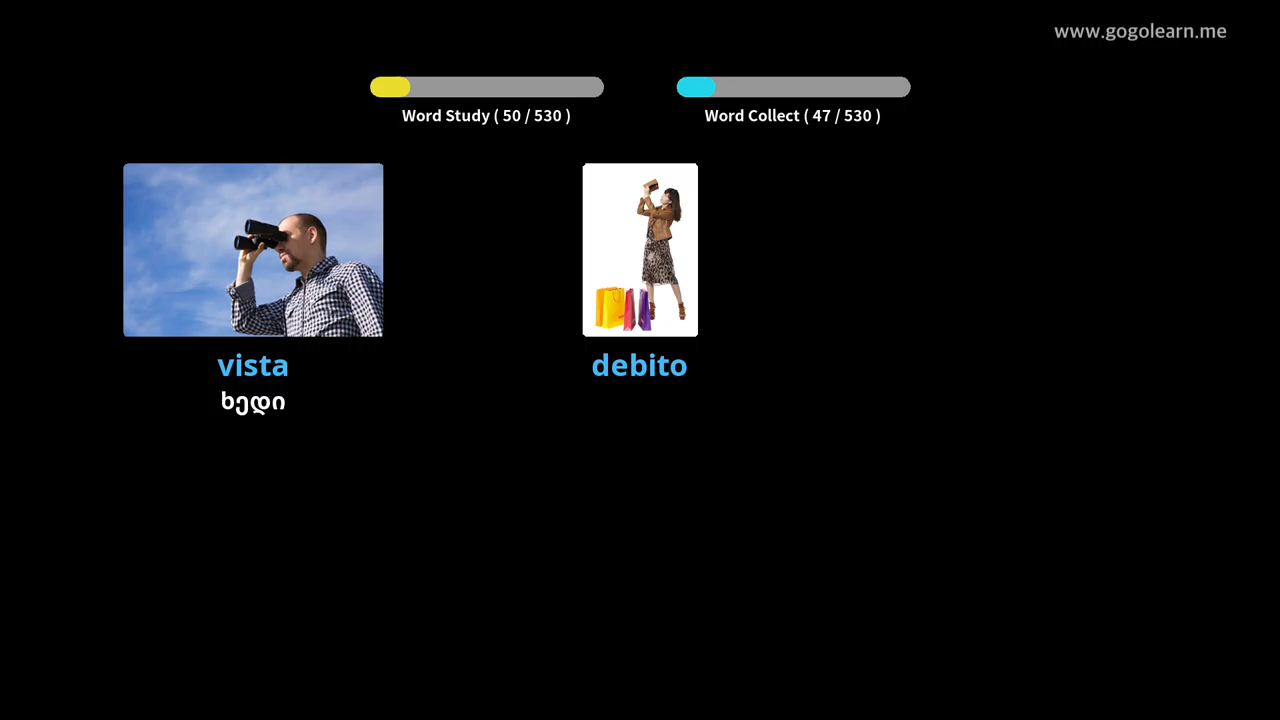 www.gogolearn.me
Word Study ( 50 / 530 )
Word Collect ( 47 / 530 )
vista
ხედი
debito